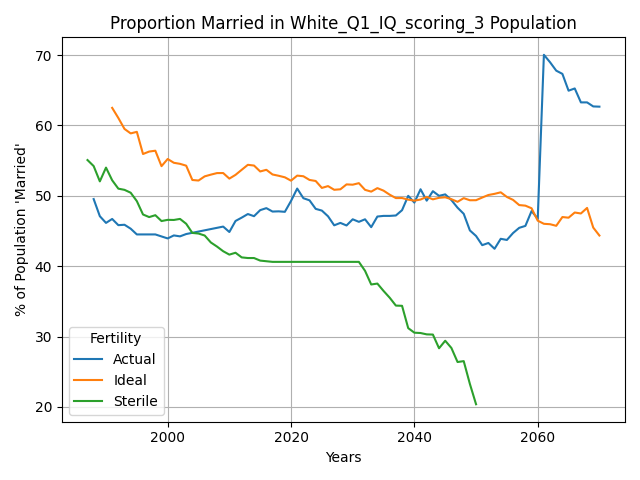 Proportion Married in White_Q1_IQ_scoring_3 Population
% of Population 'Married'
70
60
50
40
30
20
Fertility
Actual
Ideal
Sterile
2000 2020 2040 2060
Years